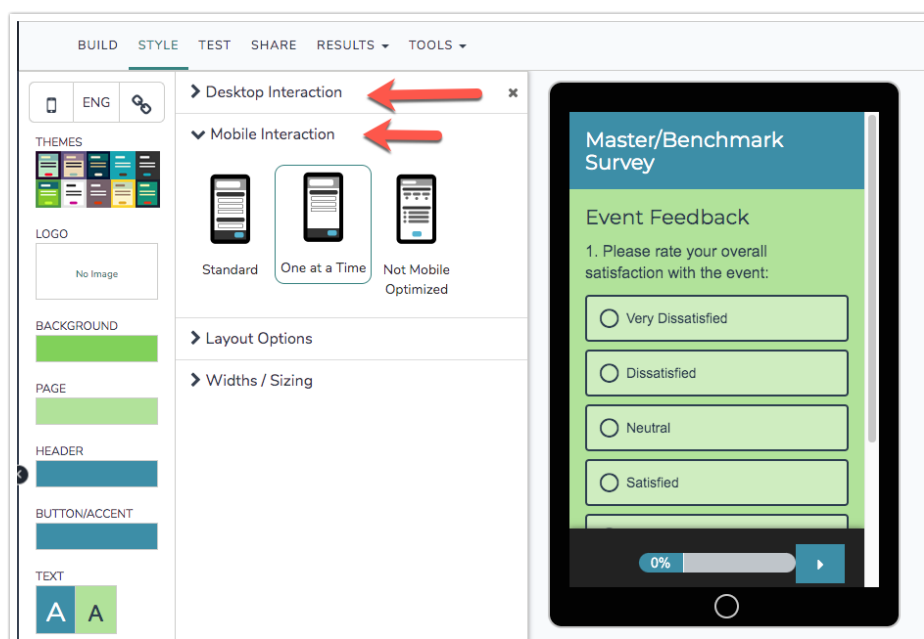 BUILD STYLE TEST SHARE RESULTS TOOLS
ENG
THEMES
LOGO
No Image
BACKGROUND
PAGE
HEADER
BUTTON/ACCENT
TEXT
A A
Desktop Interaction
Mobile Interaction
Standard
One at a Time
Not Mobile
Optimized
Layout Options
Widths / Sizing
Master/Benchmark
Survey
Event Feedback
1. Please rate your overall
satisfaction with the event:
Very Dissatisfied
Dissatisfied
Neutral
Satisfied
0%